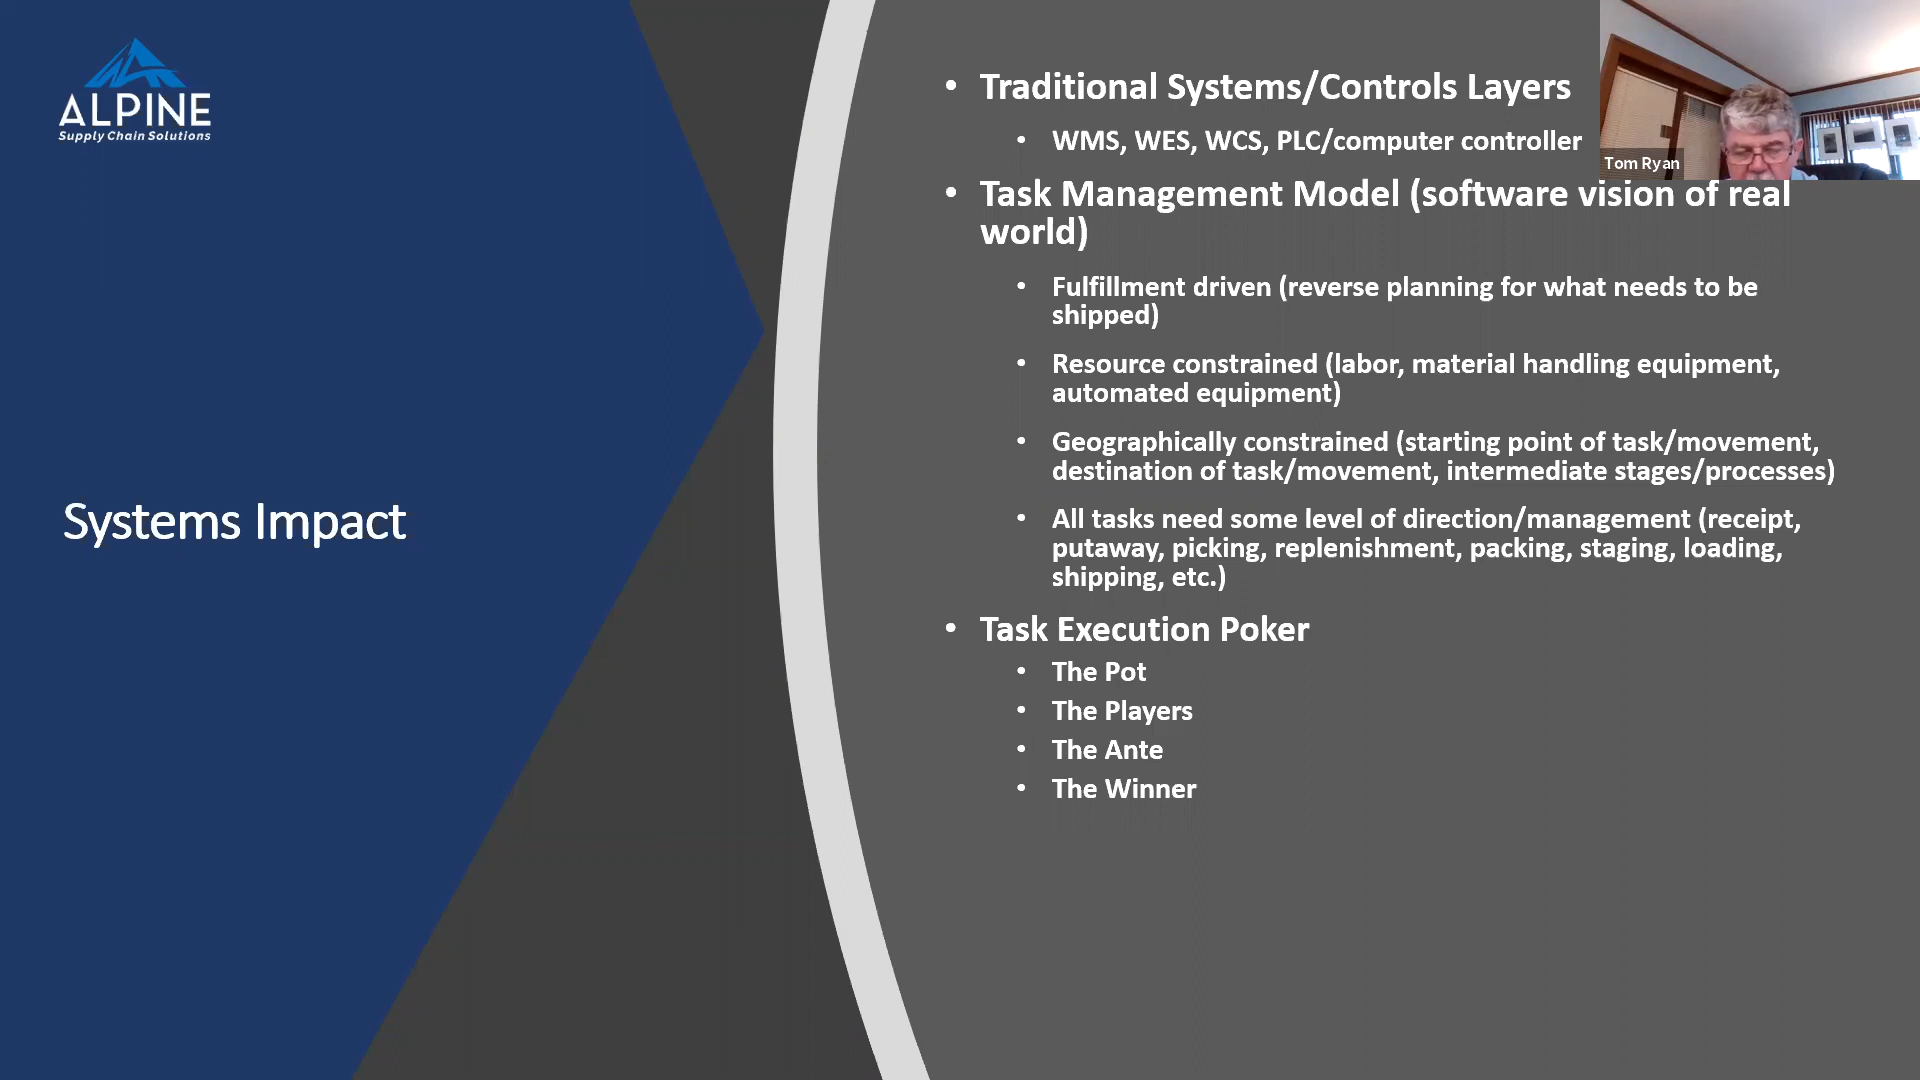 ALPINE
Supply Chain Solutions
Systems Impact
• Traditional Systems/Controls Layers
• WMS, WES, WCS, PLC/computer controller
• Task Management Model (software vision of real
world)
• Fulfillment driven (reverse planning for what needs to be
shipped)
• Resource constrained (labor, material handling equipment,
automated equipment)
• Geographically constrained (starting point of task/movement,
destination of task/movement, intermediate stages/processes)
• All tasks need some level of direction/management (receipt,
putaway, picking, replenishment, packing, staging, loading,
shipping, etc.)
• Task Execution Poker
• The Pot
• The Players
• The Ante
• The Winner
Tom Ryan